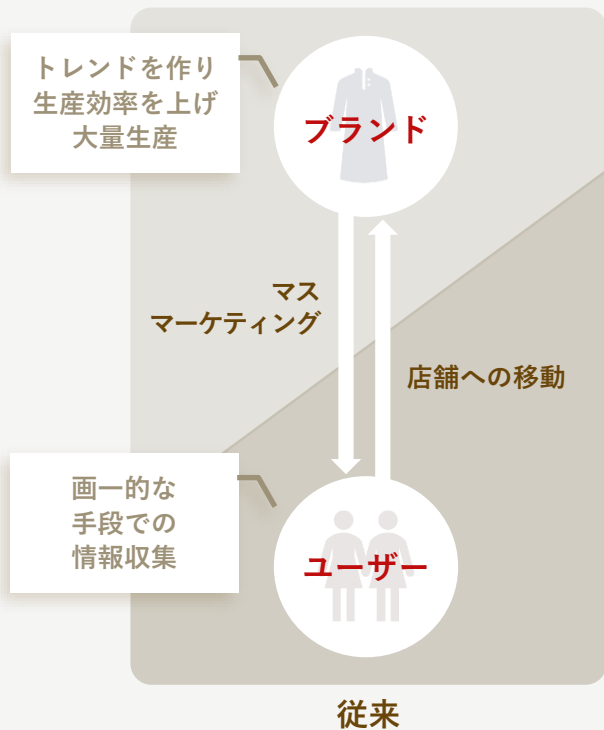 トレンドを作り
生産効率を上げ
大量生産
ブランド
マス
マーケティング
店舗への移動
画一的な
手段での
情報収集
ユーザー
従来